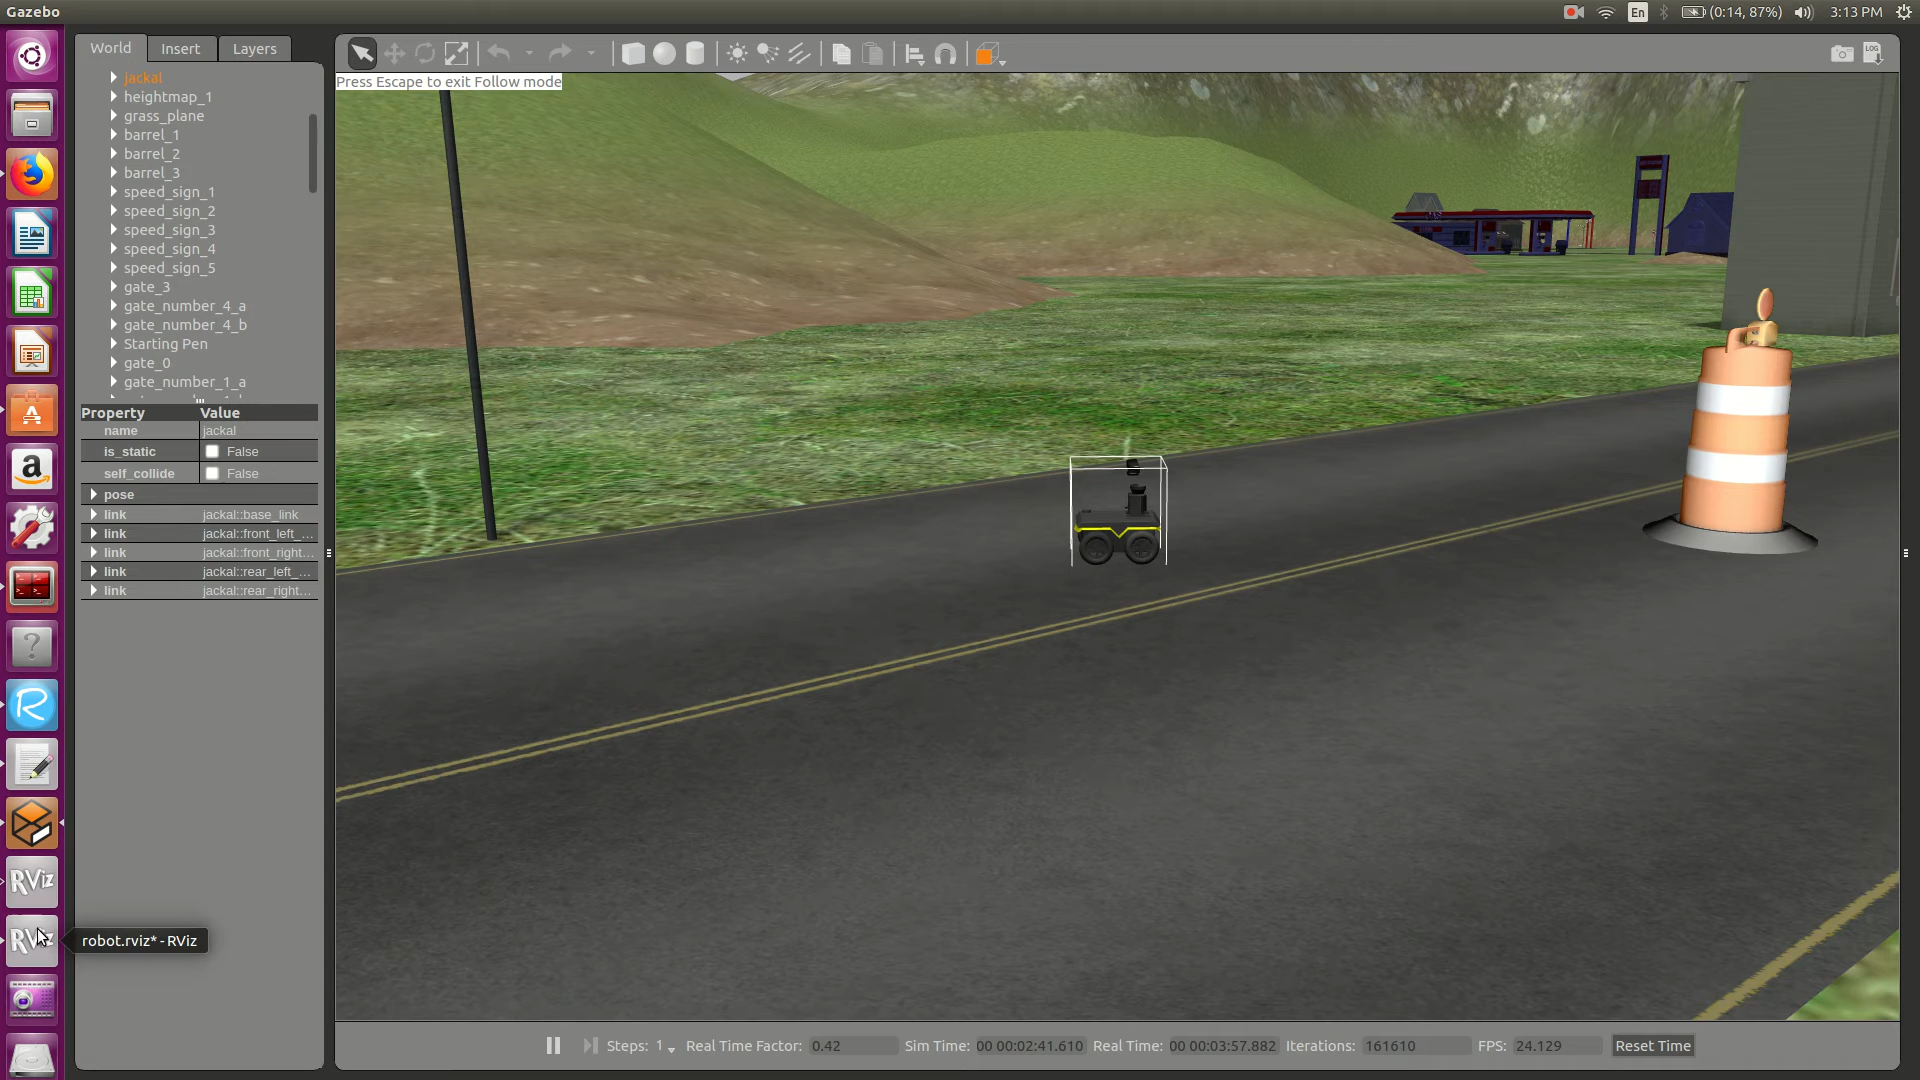 Gazebo
En
(0:14, 87%)
3:13 PM
World
Insert
Layers
LOG
Press Escape to exit Follow mode
jackal
heightmap_1
grass_plane
barrel_1
barrel_2
barrel_3
speed_sign_1
speed_sign_2
speed_sign_3
speed_sign_4
speed_sign_5
gate_3
gate_number_4_a
gate_number_4_b
Starting Pen
gate_0
gate_number_1_a
Property Value
name jackal
is_static False
self_collide False
pose
link jackal::base_link
link jackal::front_left_...
link jackal::front_right...
link jackal::rear_left_...
link jackal::rear_right...
RViz
RViz
robot.rviz* - RViz
Steps: 1
Real Time Factor: 0.42
Sim Time: 00 00:02:41.610
Real Time: 00 00:03:57.882
Iterations: 161610
FPS: 24.129
Reset Time